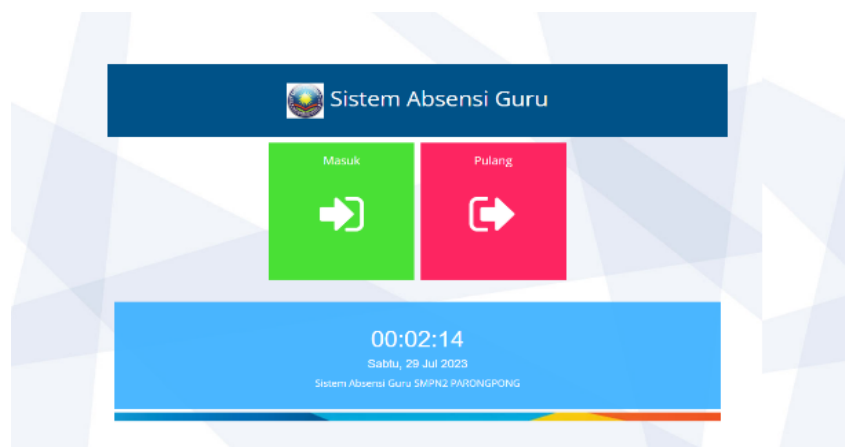 Sistem Absensi Guru
Masuk
Pulang
00:02:14
Sabtu, 29 Jul 2023
Sistem Absensi Guru SMPN2 PARONGPONG